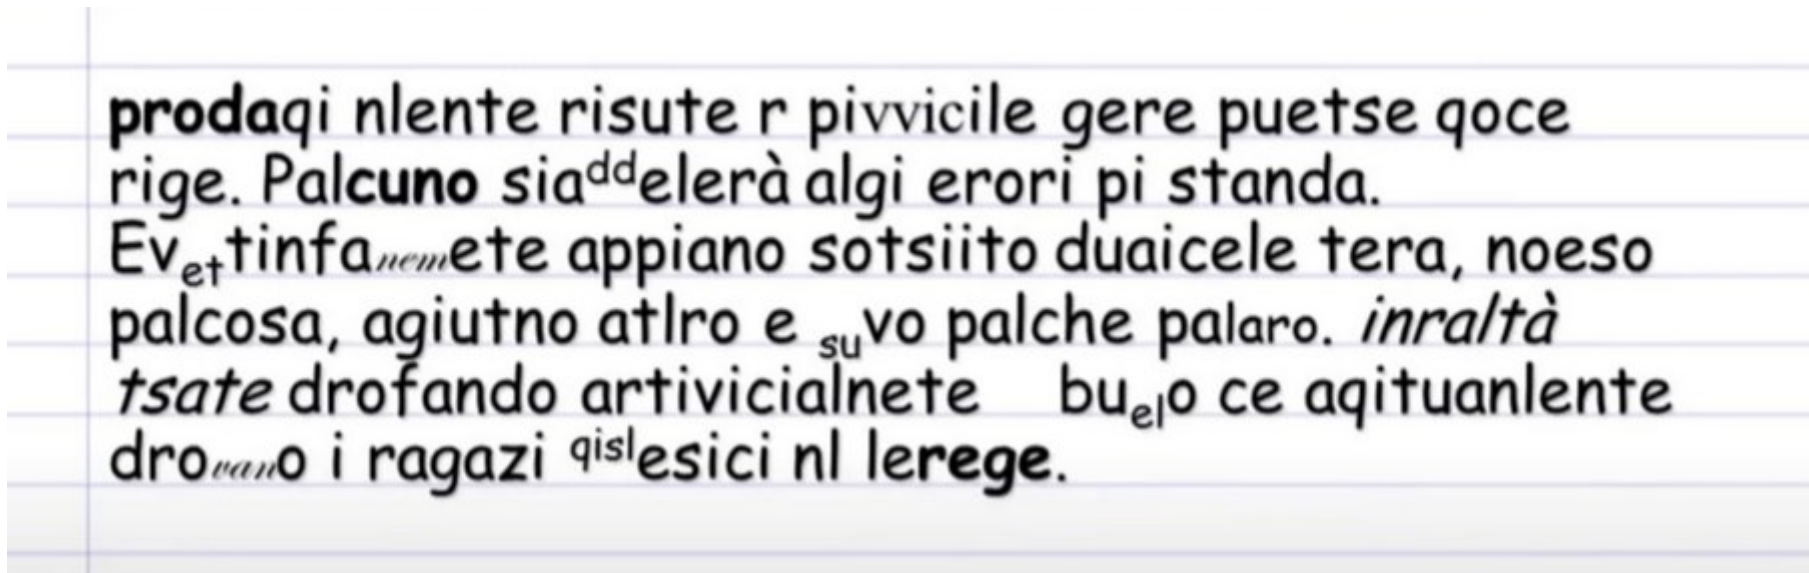 prodaqi nlente risute r pivvicile gere puetse qoce
rige. Palcuno siaddelerà algi erori pi standa.
Evettinfanemete appiano sotsiito duaicele tera, noeso
palcosa, agiutno atlro e suvo palche palaro. inraltà
tsate drofando artivicialnete buelo ce aqituanlente
drovano i ragazi qislesici nl lerege.